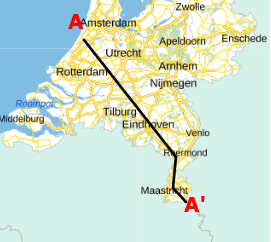 Zwolle
A
Amsterdam
Apeldoorn
Enschede
Utrecht
Arnhem
Rotterdam
Nijmegen
Roompot
Tilburg
Middelburg
Eindhoven
Venlo
Roermond
Maastricht
A'